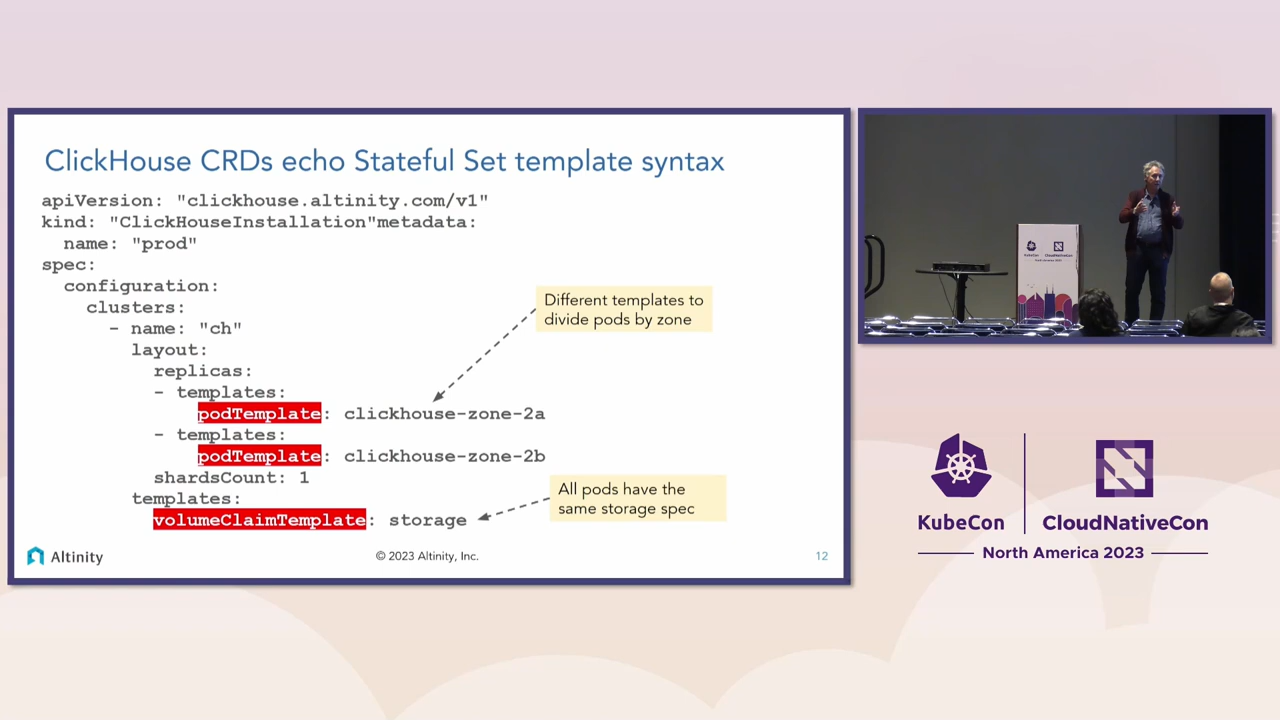 ClickHouse CRDs echo Stateful Set template syntax
apiVersion: "clickhouse.altinity.com/v1"
kind: "ClickHouseInstallation"metadata:
  name: "prod"
spec:
  configuration:
    clusters:
      - name: "ch"
        layout:
          replicas:
          - templates:
              podTemplate: clickhouse-zone-2a
          - templates:
              podTemplate: clickhouse-zone-2b
          shardsCount: 1
        templates:
          volumeClaimTemplate: storage
Different templates to
divide pods by zone
All pods have the
same storage spec
Altinity
© 2023 Altinity, Inc.
12
KubeCon
CloudNativeCon
KubeCon
CloudNativeCon
North America 2023